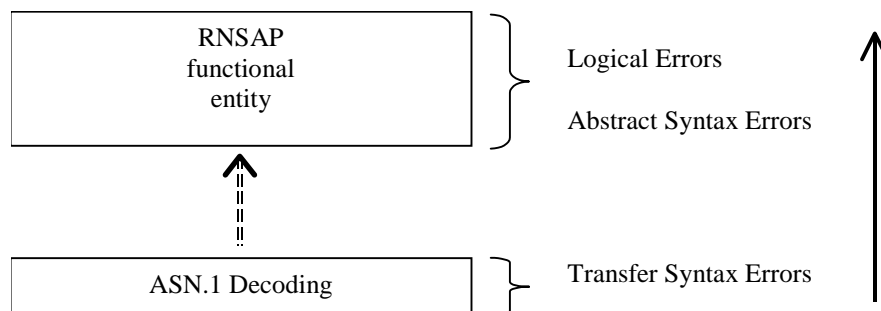 RNSAP
functional
entity
Logical Errors
Abstract Syntax Errors
ASN.1 Decoding
Transfer Syntax Errors